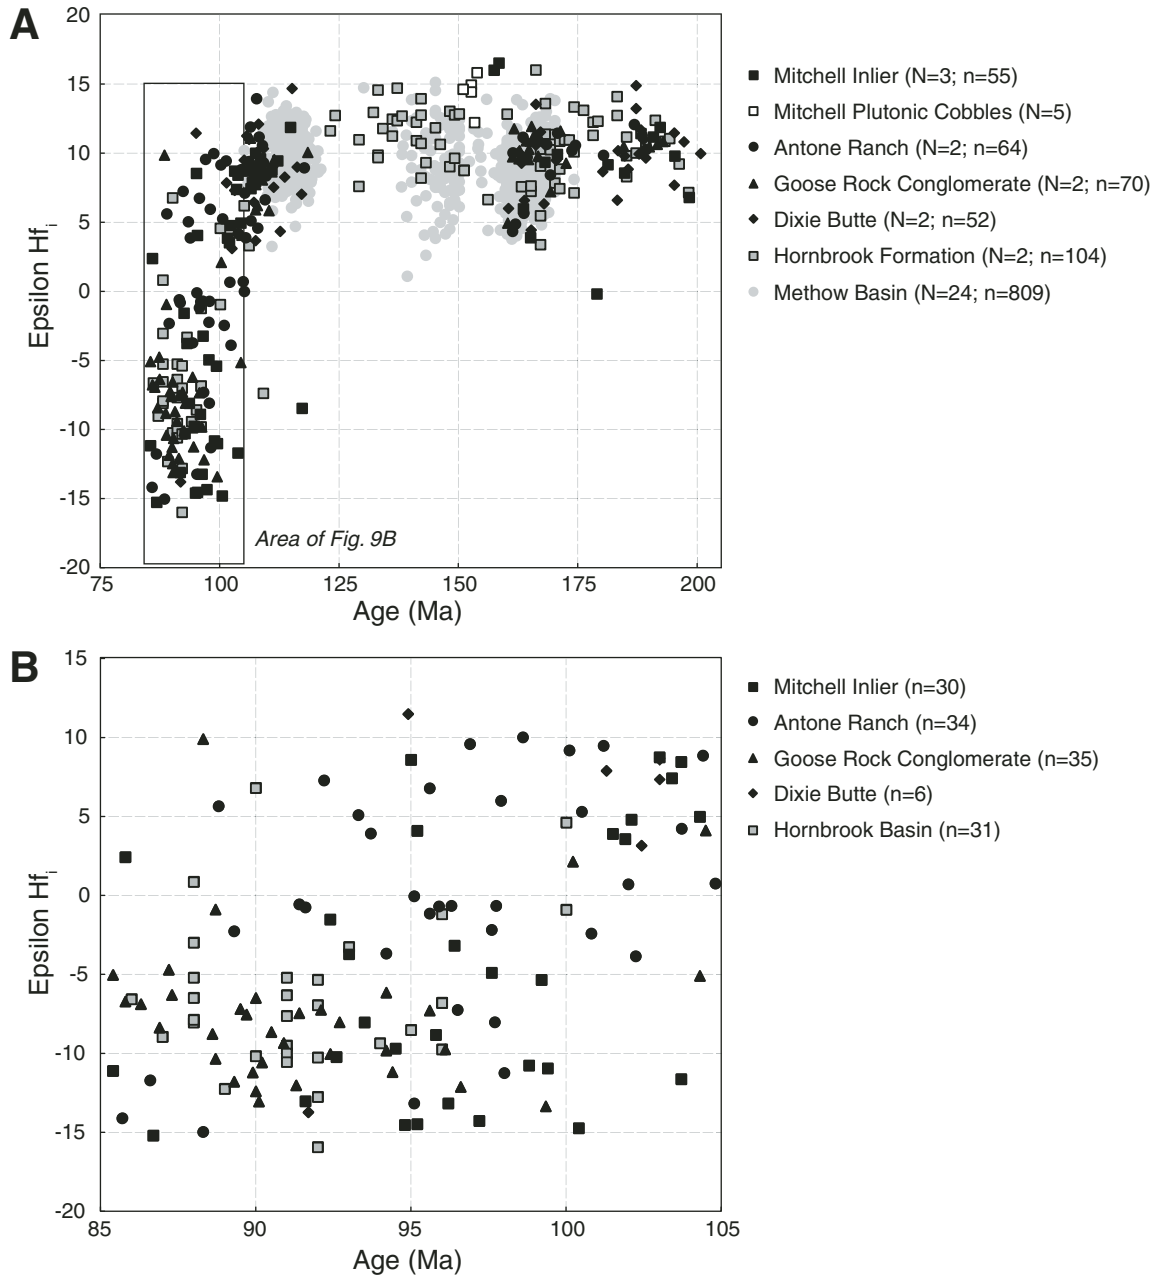 A
20
15
10
5
0
-5
-10
-15
-20
Epsilon Hfi
75
100
125
150
175
200
Age (Ma)
Area of Fig. 9B
Mitchell Inlier (N=3; n=55)
Mitchell Plutonic Cobbles (N=5)
Antone Ranch (N=2; n=64)
Goose Rock Conglomerate (N=2; n=70)
Dixie Butte (N=2; n=52)
Hornbrook Formation (N=2; n=104)
Methow Basin (N=24; n=809)
B
15
10
5
0
-5
-10
-15
-20
Epsilon Hfi
85
90
95
100
105
Age (Ma)
Mitchell Inlier (n=30)
Antone Ranch (n=34)
Goose Rock Conglomerate (n=35)
Dixie Butte (n=6)
Hornbrook Basin (n=31)